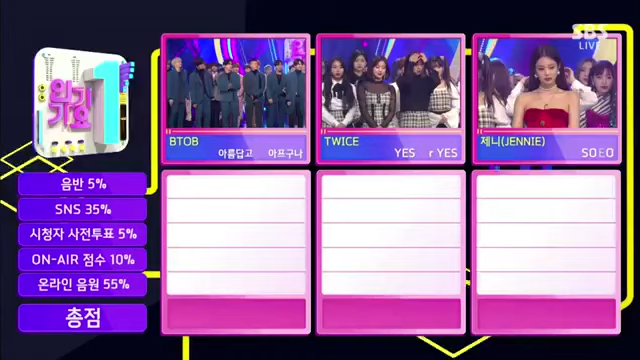 SBS
LIVE
인기
가요
1
BTOB
아름답고 아프구나
TWICE
YES r YES
제니(JENNIE)
음반 5%
SNS 35%
시청자 사전투표 5%
ON-AIR 점수 10%
온라인 음원 55%
총점